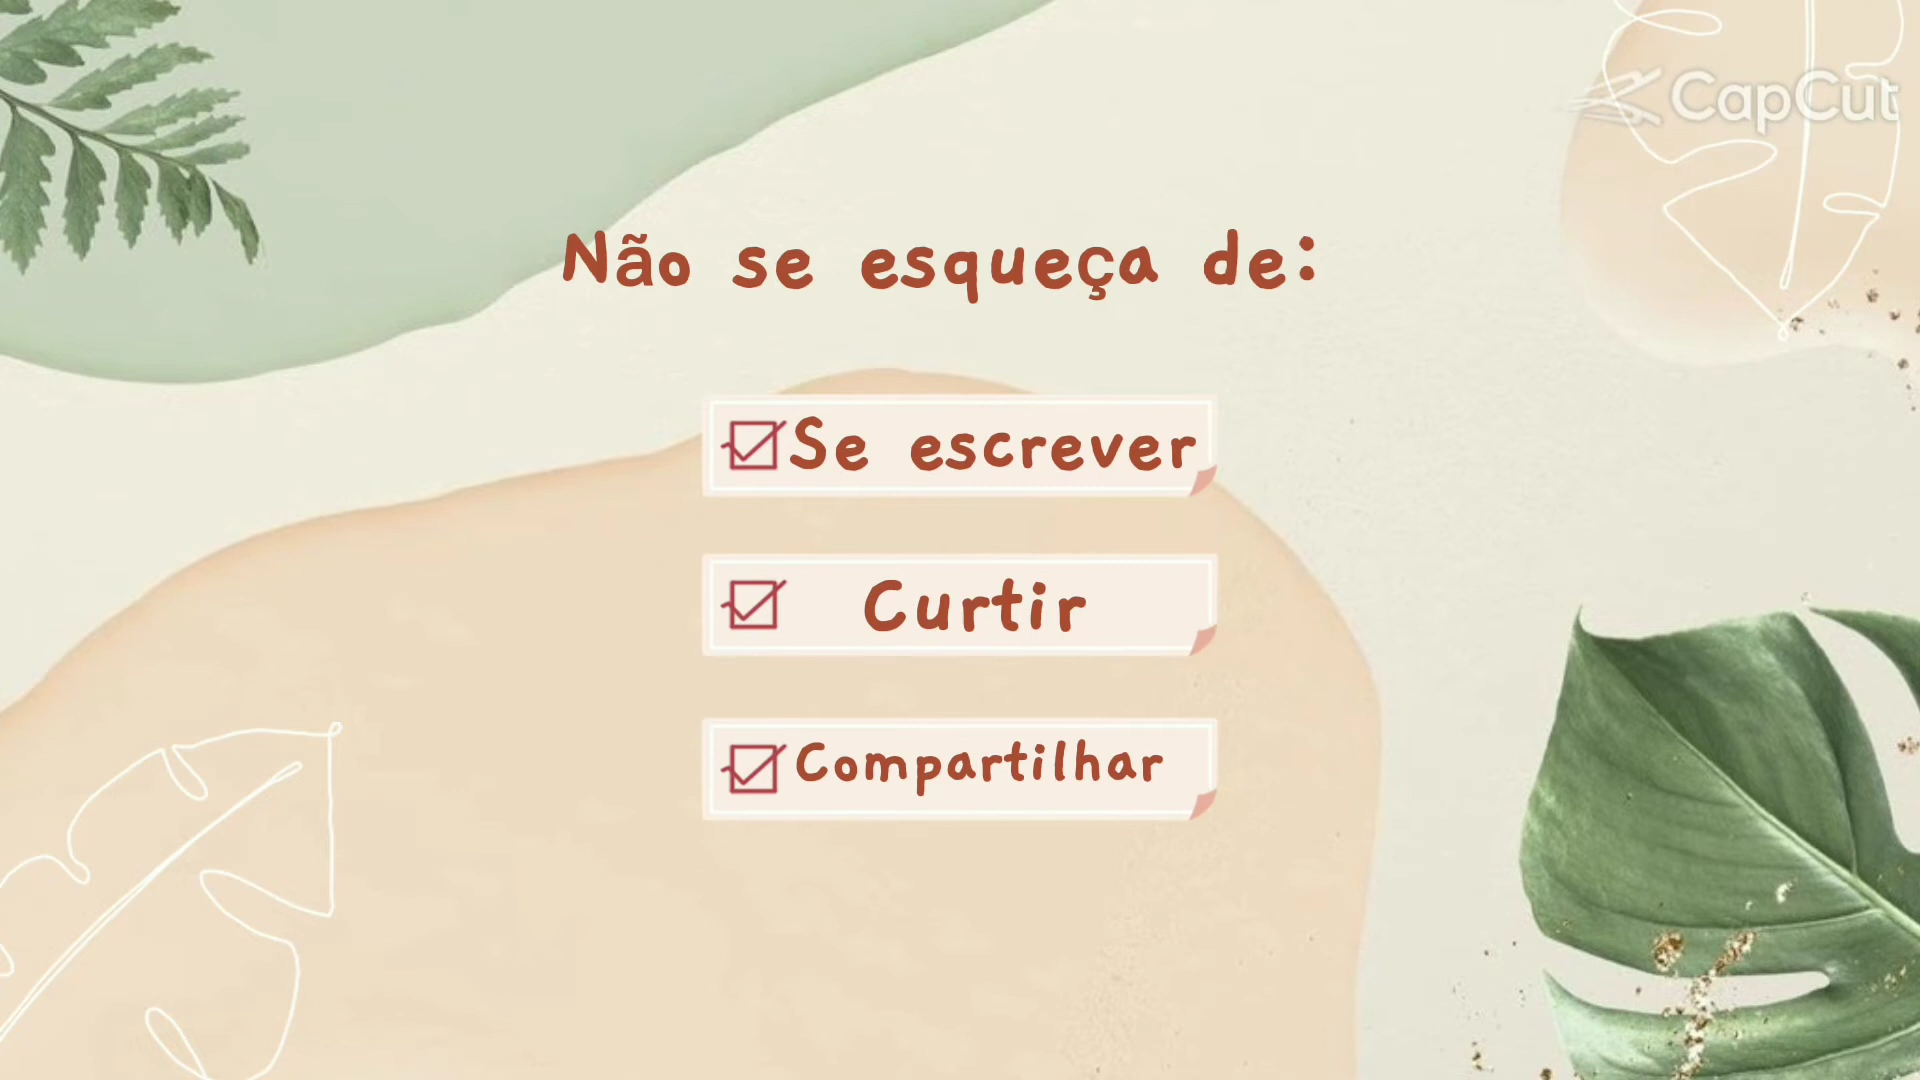 CapCut
Não se esqueça de:
Se escrever
Curtir
Compartilhar